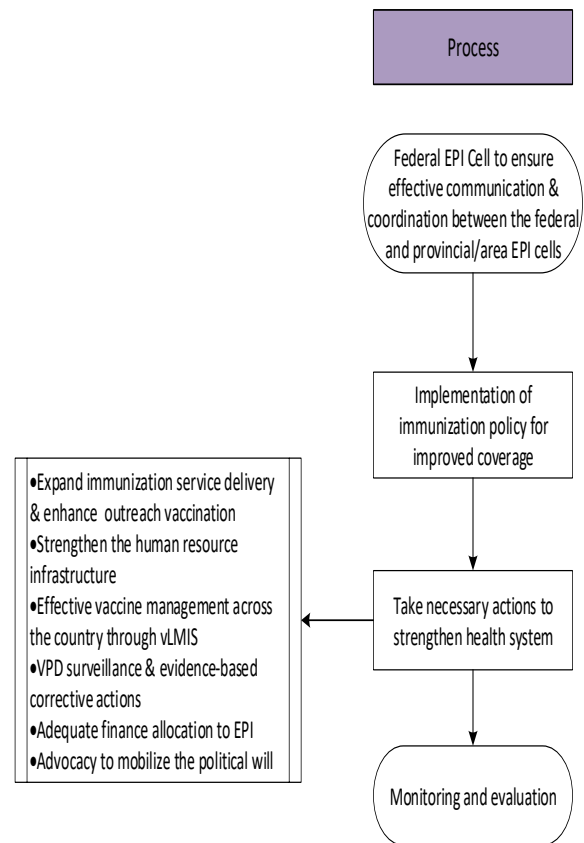 Process
Federal EPI Cell to ensure
effective communication &
coordination between the federal
and provincial/area EPI cells
Implementation of
immunization policy for
improved coverage
Take necessary actions to
strengthen health system
•Expand immunization service delivery
& enhance outreach vaccination
•Strengthen the human resource
infrastructure
•Effective vaccine management across
the country through vLMIS
•VPD surveillance & evidence-based
corrective actions
•Adequate finance allocation to EPI
•Advocacy to mobilize the political will
Monitoring and evaluation